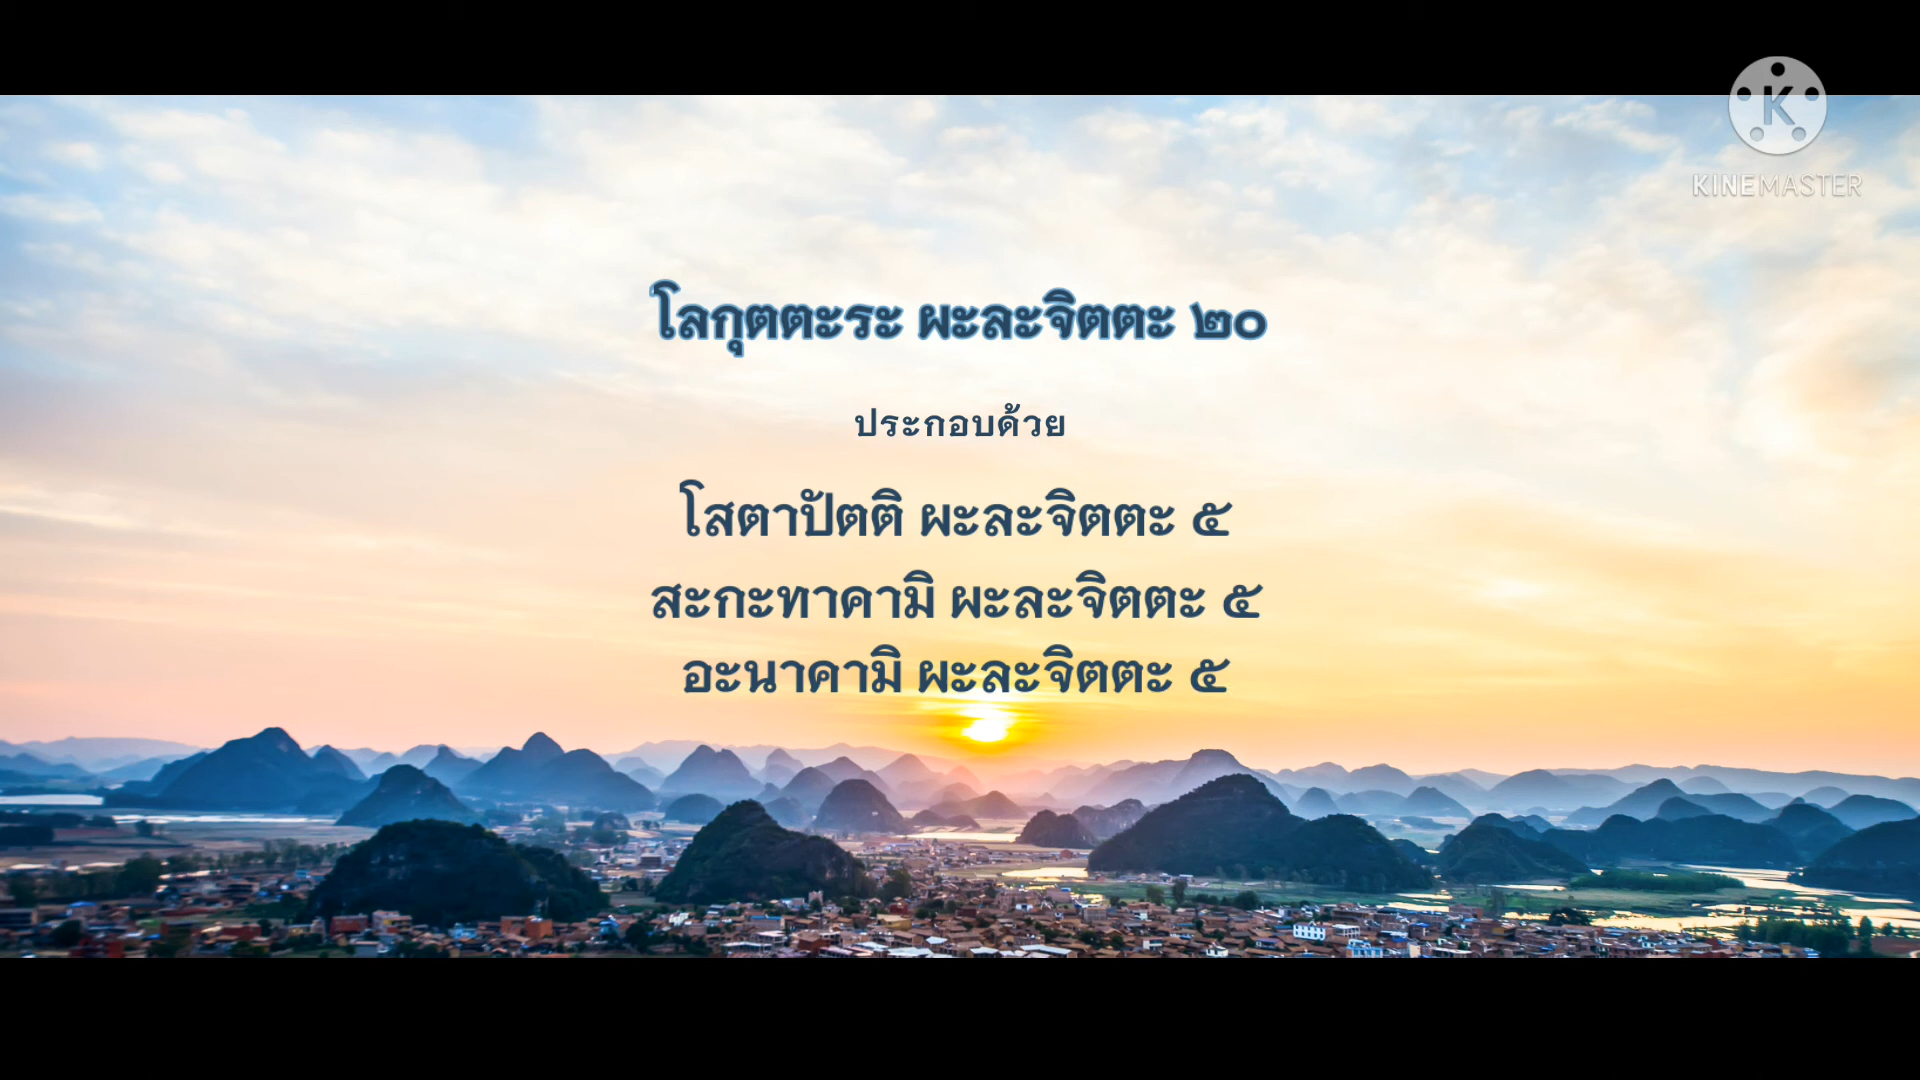 KINEMASTER
โลกุตตะระ ผะละจิตตะ ๒๐
ประกอบด้วย
โสตาปัตติ ผะละจิตตะ ๕
สะกะทาคามิ ผะละจิตตะ ๕
อะนาคามิ ผะละจิตตะ ๕